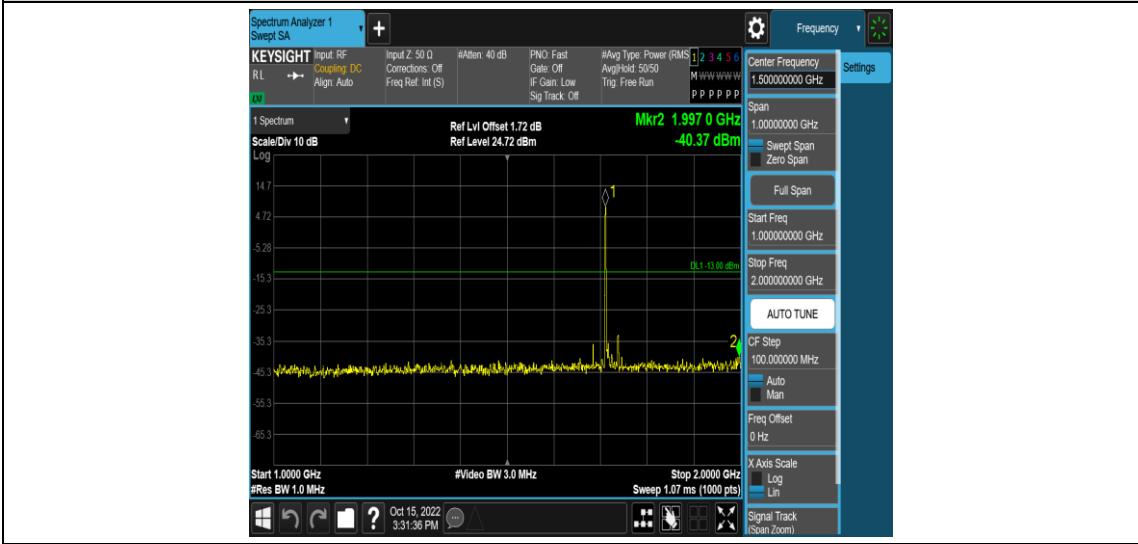 Spectrum Analyzer 1
Swept SA
+
Frequency
KEYSIGHT
RL
Input: RF
Coupling: DC
Align: Auto
Input Z: 50 Ω
Corrections: Off
Freq Ref: Int (S)
#Atten: 40 dB
PNO: Fast
Gate: Off
IF Gain: Low
Sig Track: Off
#Avg Type: Power (RMS
Avg|Hold: 50/50
Trig: Free Run
1 2 3 4 5 6
M W W W W W
P P P P P P
1 Spectrum
Scale/Div 10 dB
Log
Ref Lvl Offset 1.72 dB
Ref Level 24.72 dBm
Mkr2 1.997 0 GHz
-40.37 dBm
14.7
4.72
-5.28
-15.3
-25.3
-35.3
-45.3
-55.3
-65.3
1
DL1 -13.00 dBm
2
Start 1.0000 GHz
#Res BW 1.0 MHz
#Video BW 3.0 MHz
Stop 2.0000 GHz
Sweep 1.07 ms (1000 pts)
?
Oct 15, 2022
3:31:36 PM
Center Frequency
1.500000000 GHz
Span
1.00000000 GHz
Swept Span
Zero Span
Full Span
Start Freq
1.000000000 GHz
Stop Freq
2.000000000 GHz
AUTO TUNE
CF Step
100.000000 MHz
Auto
Man
Freq Offset
0 Hz
X Axis Scale
Log
Lin
Signal Track
(Span Zoom)
Settings